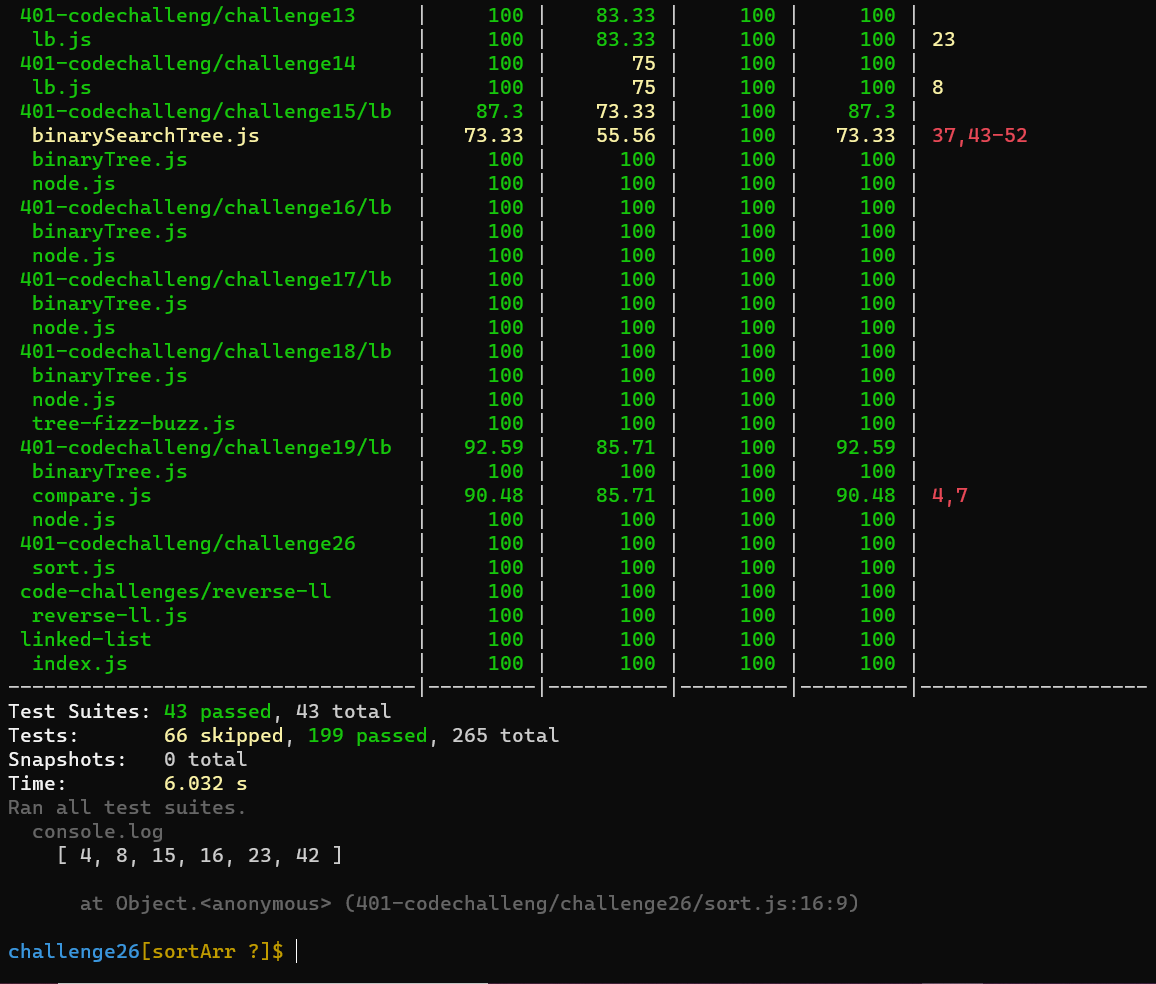 401-codechalleng/challenge13 | 100 | 83.33 | 100 | 100 |
lb.js | 100 | 83.33 | 100 | 100 | 23
401-codechalleng/challenge14 | 100 | 75 | 100 | 100 |
lb.js | 100 | 75 | 100 | 100 | 8
401-codechalleng/challenge15/lb | 87.3 | 73.33 | 100 | 87.3 |
binarySearchTree.js | 73.33 | 55.56 | 100 | 73.33 | 37,43-52
binaryTree.js | 100 | 100 | 100 | 100 |
node.js | 100 | 100 | 100 | 100 |
401-codechalleng/challenge16/lb | 100 | 100 | 100 | 100 |
binaryTree.js | 100 | 100 | 100 | 100 |
node.js | 100 | 100 | 100 | 100 |
401-codechalleng/challenge17/lb | 100 | 100 | 100 | 100 |
binaryTree.js | 100 | 100 | 100 | 100 |
node.js | 100 | 100 | 100 | 100 |
401-codechalleng/challenge18/lb | 100 | 100 | 100 | 100 |
binaryTree.js | 100 | 100 | 100 | 100 |
node.js | 100 | 100 | 100 | 100 |
tree-fizz-buzz.js | 100 | 100 | 100 | 100 |
401-codechalleng/challenge19/lb | 92.59 | 85.71 | 100 | 92.59 |
binaryTree.js | 100 | 100 | 100 | 100 |
compare.js | 90.48 | 85.71 | 100 | 90.48 | 4,7
node.js | 100 | 100 | 100 | 100 |
401-codechalleng/challenge26 | 100 | 100 | 100 | 100 |
sort.js | 100 | 100 | 100 | 100 |
code-challenges/reverse-ll | 100 | 100 | 100 | 100 |
reverse-ll.js | 100 | 100 | 100 | 100 |
linked-list | 100 | 100 | 100 | 100 |
index.js | 100 | 100 | 100 | 100 |
----------------------------------|---------|----------|---------|---------|-------------------
Test Suites: 43 passed, 43 total
Tests: 66 skipped, 199 passed, 265 total
Snapshots: 0 total
Time: 6.032 s
Ran all test suites.
console.log
[ 4, 8, 15, 16, 23, 42 ]
at Object.<anonymous> (401-codechalleng/challenge26/sort.js:16:9)
challenge26[sortArr ?]$